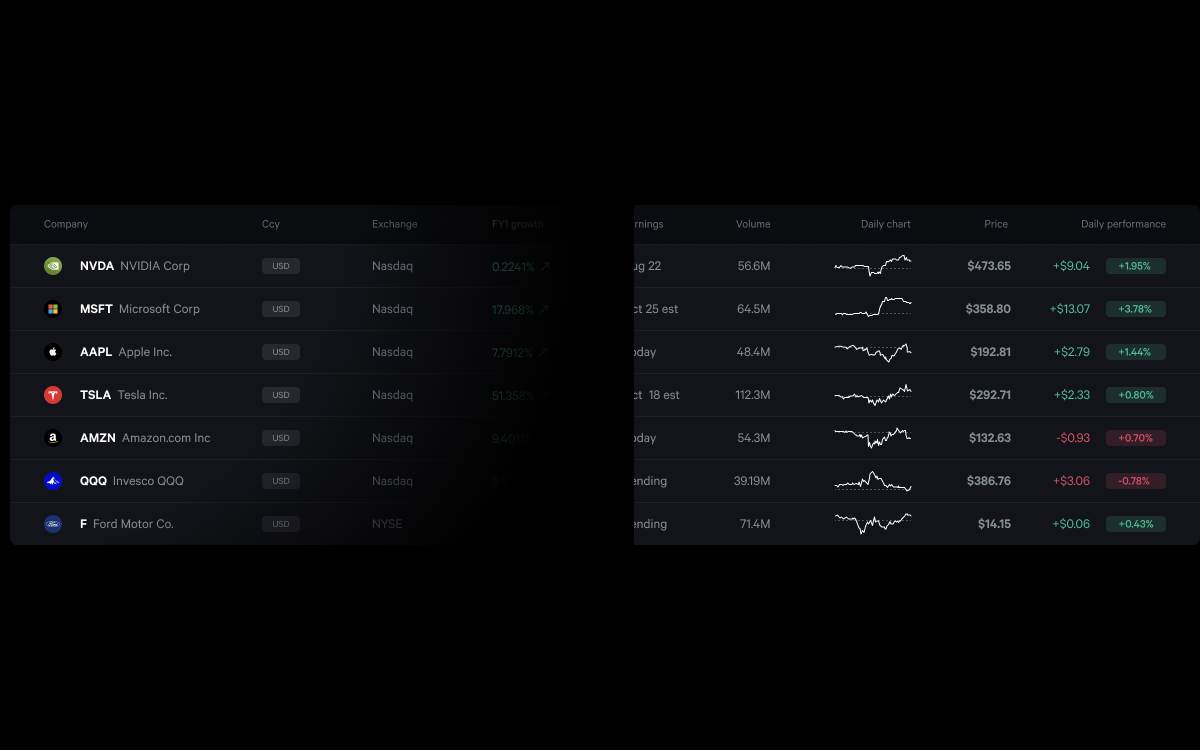 Company Ccy Exchange FY1 growth rnings Volume Daily chart Price Daily performance
NVDA NVIDIA Corp USD Nasdaq 0.2241% ug 22 56.6M $473.65 +$9.04 +1.95%
MSFT Microsoft Corp USD Nasdaq 17.968% ct 25 est 64.5M $358.80 +$13.07 +3.78%
AAPL Apple Inc. USD Nasdaq 7.7912% oday 48.4M $192.81 +$2.79 +1.44%
TSLA Tesla Inc. USD Nasdaq 51.358% ct 18 est 112.3M $292.71 +$2.33 +0.80%
a AMZN Amazon.com Inc USD Nasdaq oday 54.3M $132.63 -$0.93 +0.70%
QQQ Invesco QQQ USD Nasdaq ending 39.19M $386.76 +$3.06 -0.78%
F Ford Motor Co. USD NYSE ending 71.4M $14.15 +$0.06 +0.43%